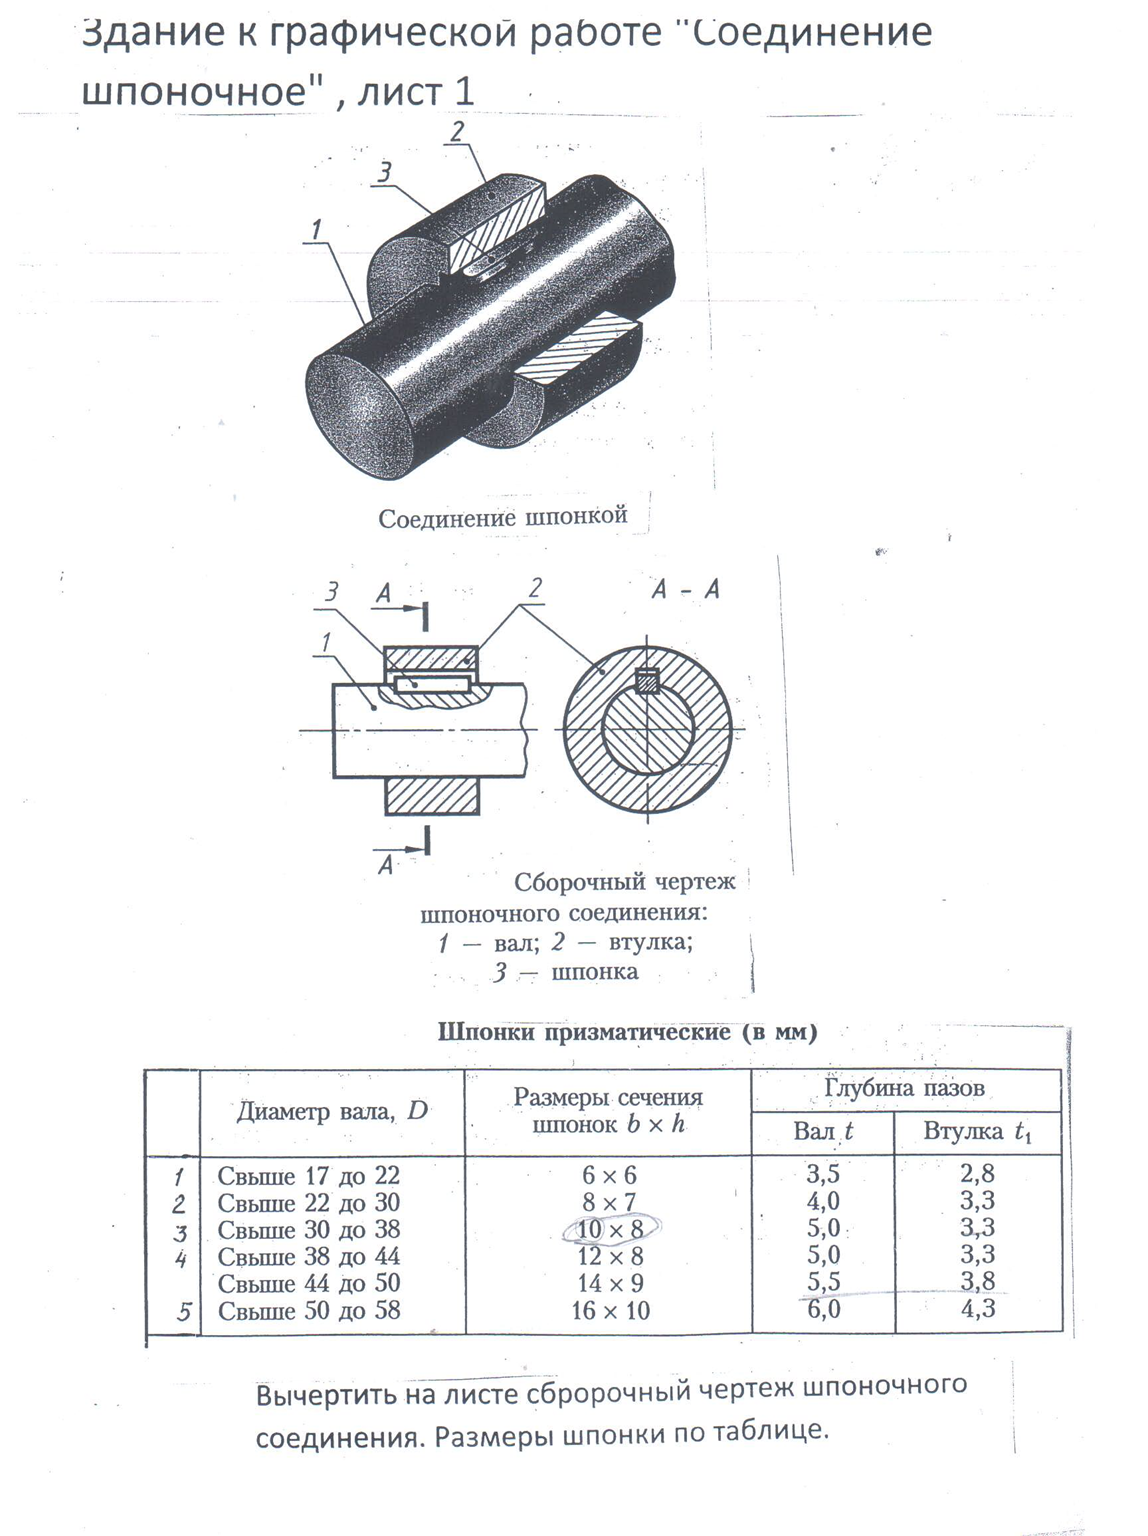 Здание к графической работе "Соединение
шпоночное" , лист 1
2
3
1
Соединение шпонкой
3 А 2 А - А
1
А
Сборочный чертеж
шпоночного соединения:
1 — вал; 2 — втулка;
3 — шпонка
Шпонки призматические (в мм)
Диаметр вала, D Размеры сечения шпонок b × h Глубина пазов
Вал t Втулка t₁
1 Свыше 17 до 22 6 × 6 3,5 2,8
2 Свыше 22 до 30 8 × 7 4,0 3,3
3 Свыше 30 до 38 10 × 8 5,0 3,3
4 Свыше 38 до 44 12 × 8 5,0 3,3
Свыше 44 до 50 14 × 9 5,5 3,8
5 Свыше 50 до 58 16 × 10 6,0 4,3
Вычертить на листе сбророчный чертеж шпоночного
соединения. Размеры шпонки по таблице.